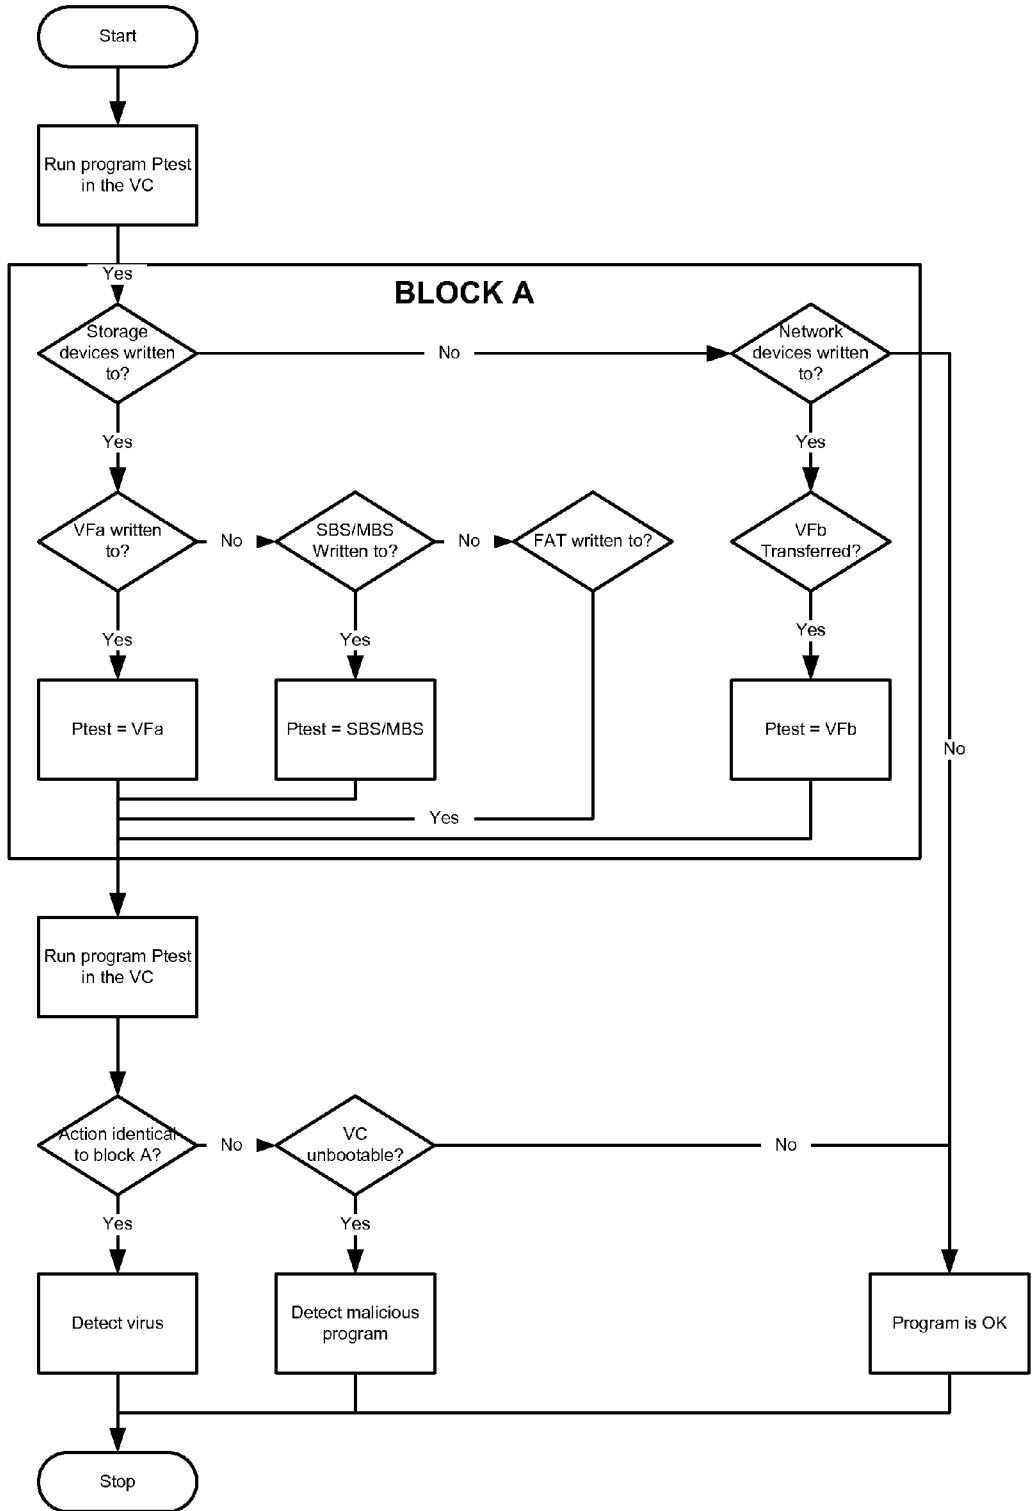 Start
Run program Ptest
in the VC
Yes
BLOCK A
Storage
devices written
to?
No
Network
devices written
to?
Yes
Yes
VFa written
to?
No
SBS/MBS
Written to?
No
FAT written to?
VFb
Transferred?
Yes
Yes
Yes
Ptest = VFa
Ptest = SBS/MBS
Ptest = VFb
No
Yes
Run program Ptest
in the VC
Action identical
to block A?
No
VC
unbootable?
No
Yes
Yes
Detect virus
Detect malicious
program
Program is OK
Stop